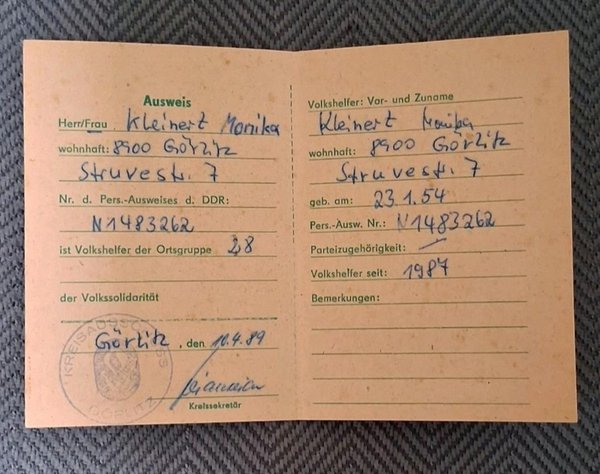 Ausweis
Herr/Frau Kleinert Monika
wohnhaft: 8900 Görlitz
Struvestr. 7
Nr. d. Pers.-Ausweises d. DDR:
N1483262
ist Volkshelfer der Ortsgruppe 28
der Volkssolidarität
Görlitz, den 10.4.89
Kreissekretär
KREISAUSSCHUSS
GÖRLITZ
Volkshelfer: Vor- und Zuname
Kleinert Monika
wohnhaft: 8900 Görlitz
Struvestr. 7
geb. am: 23.1.54
Pers.-Ausw. Nr.: N1483262
Parteizugehörigkeit: —
Volkshelfer seit: 1987
Bemerkungen: